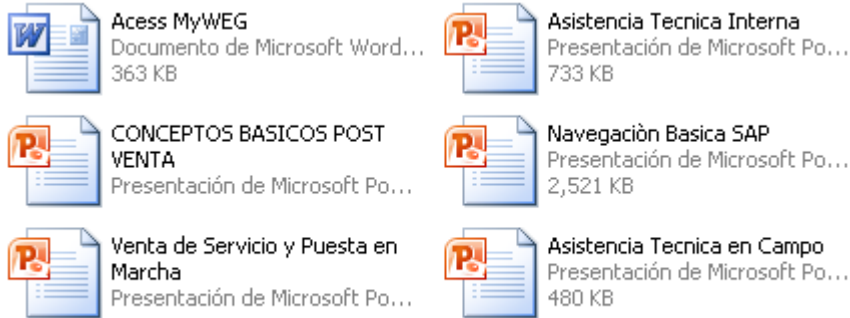 Acess MyWEG
Documento de Microsoft Word...
363 KB
Asistencia Tecnica Interna
Presentación de Microsoft Po...
733 KB
CONCEPTOS BASICOS POST
VENTA
Presentación de Microsoft Po...
Navegaciòn Basica SAP
Presentación de Microsoft Po...
2,521 KB
Venta de Servicio y Puesta en
Marcha
Presentación de Microsoft Po...
Asistencia Tecnica en Campo
Presentación de Microsoft Po...
480 KB